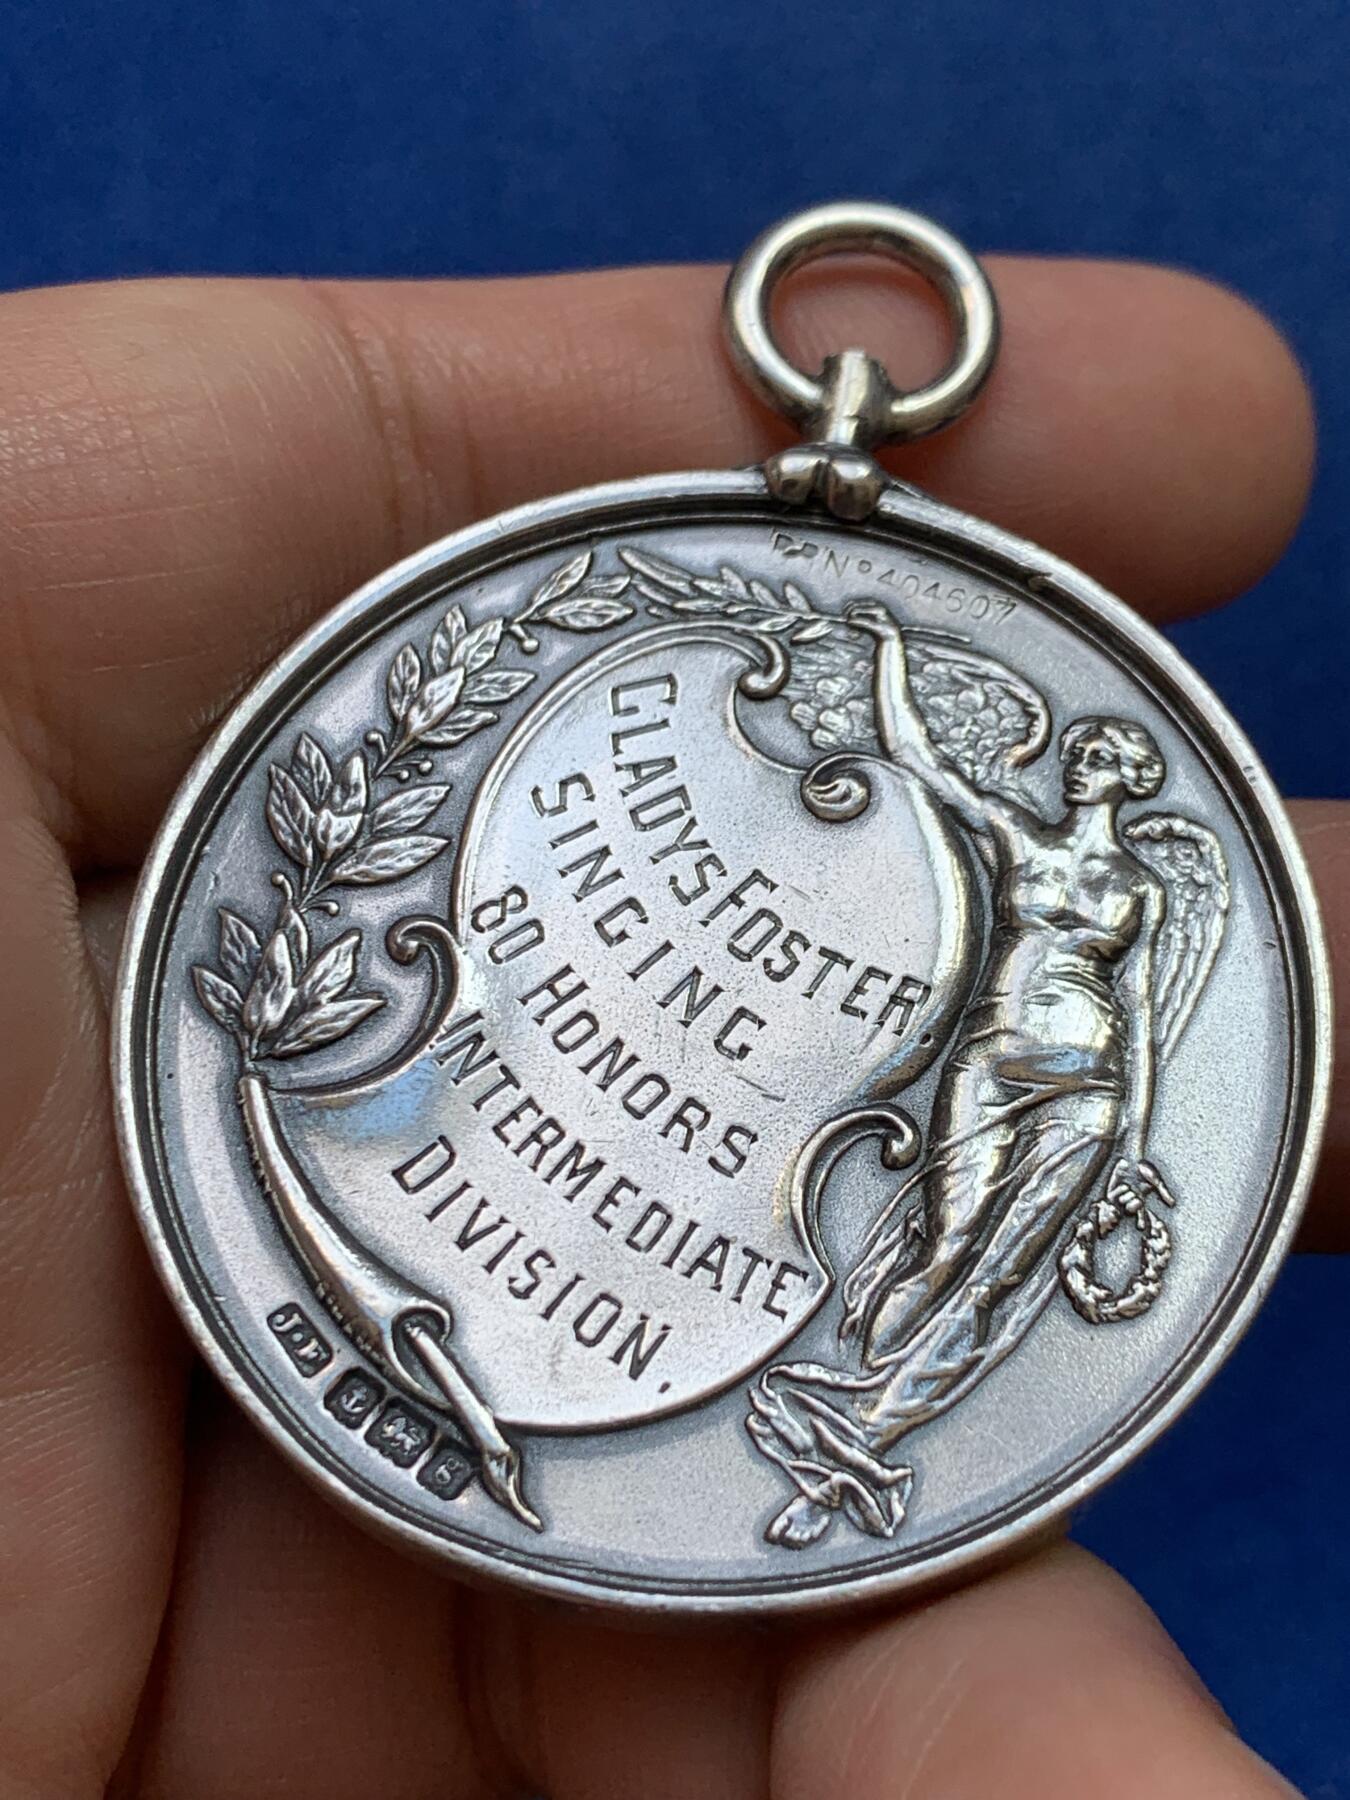 RD Nº 404607
GLADYS FOSTER.
SINGING
80 HONORS
INTERMEDIATE
DIVISION,
J·F